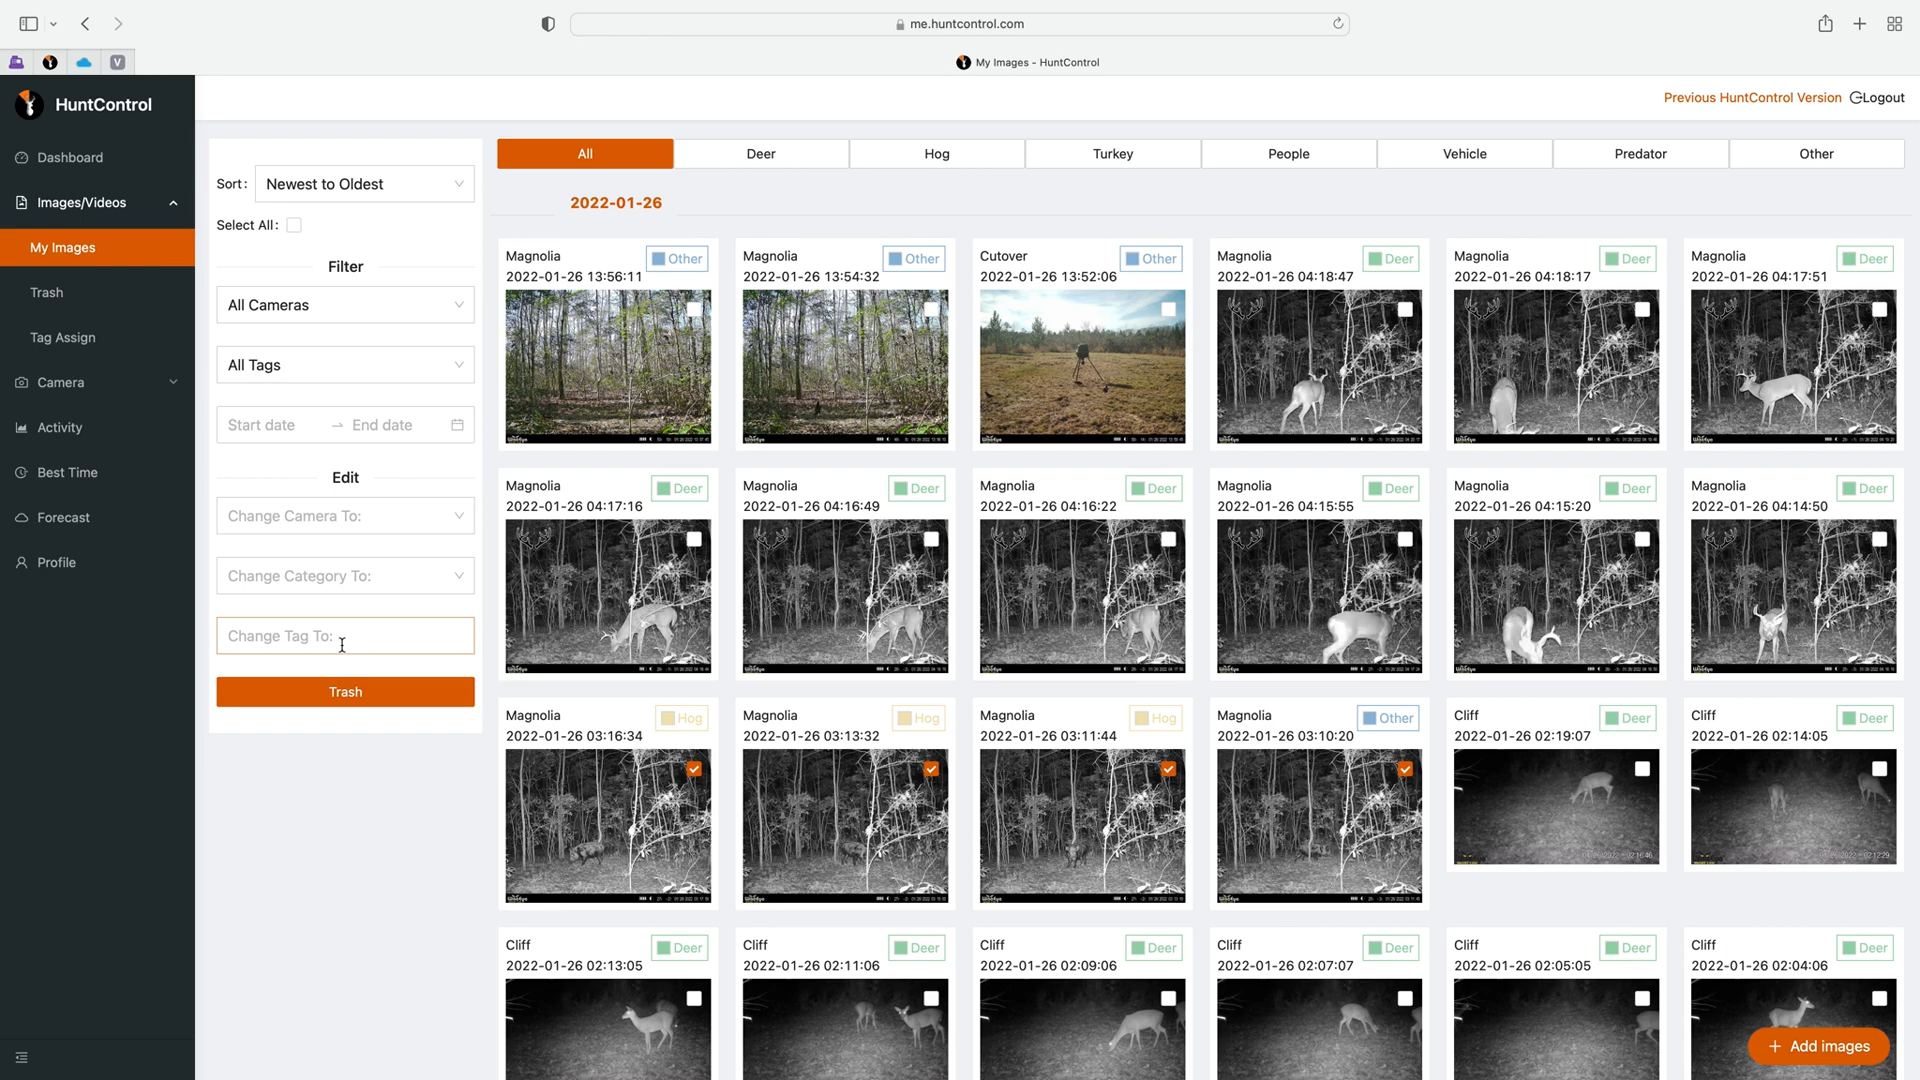 me.huntcontrol.com
V
My Images - HuntControl
HuntControl
Previous HuntControl Version Logout
Dashboard
Images/Videos
My Images
Trash
Tag Assign
Camera
Activity
Best Time
Forecast
Profile
Sort: Newest to Oldest
Select All:
Filter
All Cameras
All Tags
Start date → End date
Edit
Change Camera To:
Change Category To:
Change Tag To:
Trash
All Deer Hog Turkey People Vehicle Predator Other
2022-01-26
Magnolia Other
2022-01-26 13:56:11
Magnolia Other
2022-01-26 13:54:32
Cutover Other
2022-01-26 13:52:06
Magnolia Deer
2022-01-26 04:18:47
Magnolia Deer
2022-01-26 04:18:17
Magnolia Deer
2022-01-26 04:17:51
Magnolia Deer
2022-01-26 04:17:16
Magnolia Deer
2022-01-26 04:16:49
Magnolia Deer
2022-01-26 04:16:22
Magnolia Deer
2022-01-26 04:15:55
Magnolia Deer
2022-01-26 04:15:20
Magnolia Deer
2022-01-26 04:14:50
Magnolia Hog
2022-01-26 03:16:34
Magnolia Hog
2022-01-26 03:13:32
Magnolia Hog
2022-01-26 03:11:44
Magnolia Other
2022-01-26 03:10:20
Cliff Deer
2022-01-26 02:19:07
Cliff Deer
2022-01-26 02:14:05
Cliff Deer
2022-01-26 02:13:05
Cliff Deer
2022-01-26 02:11:06
Cliff Deer
2022-01-26 02:09:06
Cliff Deer
2022-01-26 02:07:07
Cliff Deer
2022-01-26 02:05:05
Cliff Deer
2022-01-26 02:04:06
+ Add images